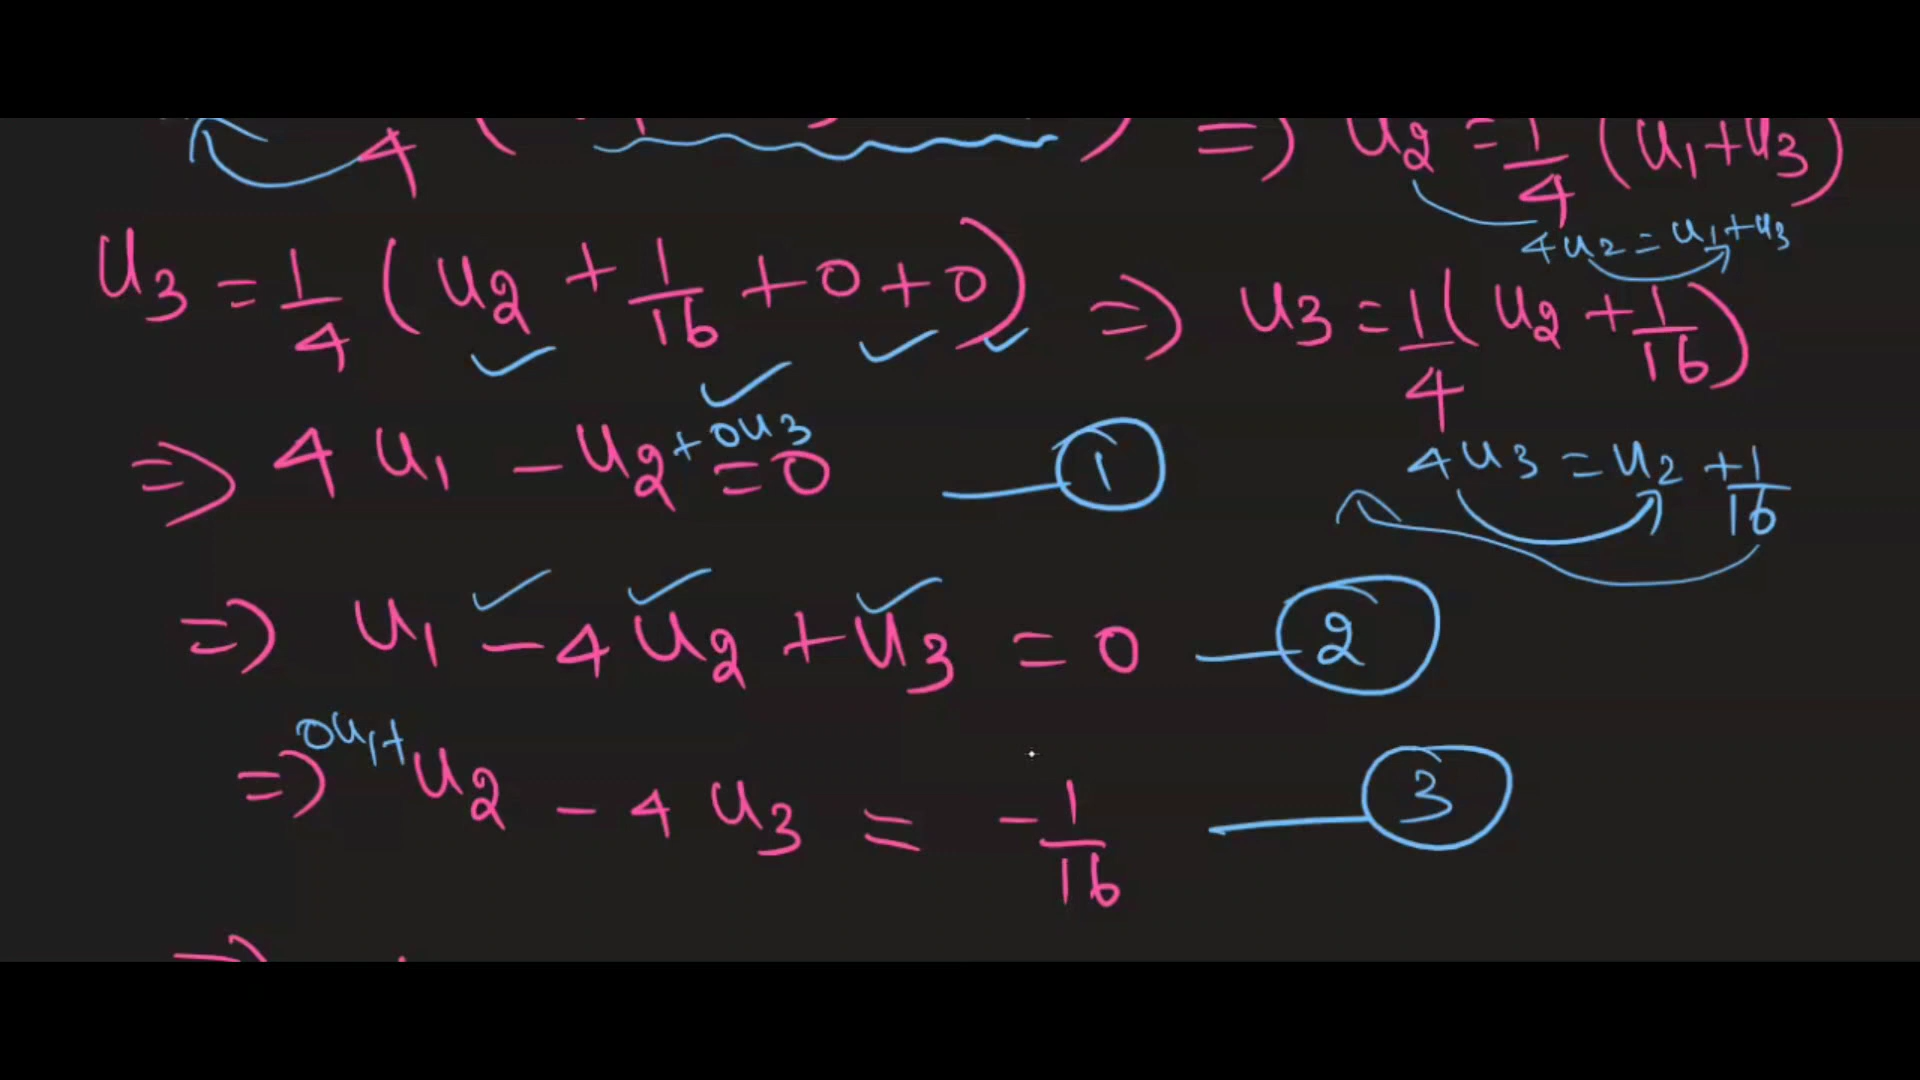 4 ( ) => u₂ = 1/4 (u₁+u₃)
4u₂ = u₁+u₃
u₃ = 1/4 (u₂ + 1/16 + 0 + 0) => u₃ = 1/4 (u₂ + 1/16)
=> 4u₁ - u₂ + 0u₃ = 0 — 1
4u₃ = u₂ + 1/16
=> u₁ - 4u₂ + u₃ = 0 — 2
=> 0u₁ + u₂ - 4u₃ = -1/16 — 3
=>